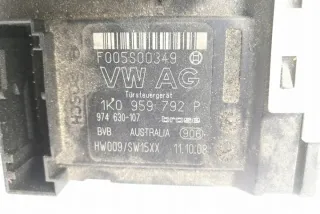 F005S00349
VW AG
Türsteuergerät
1K0 959 792 P
974 630-107 brose
BVB AUSTRALIA 906
HW009/SW15XX 11.10.08
BOSCH